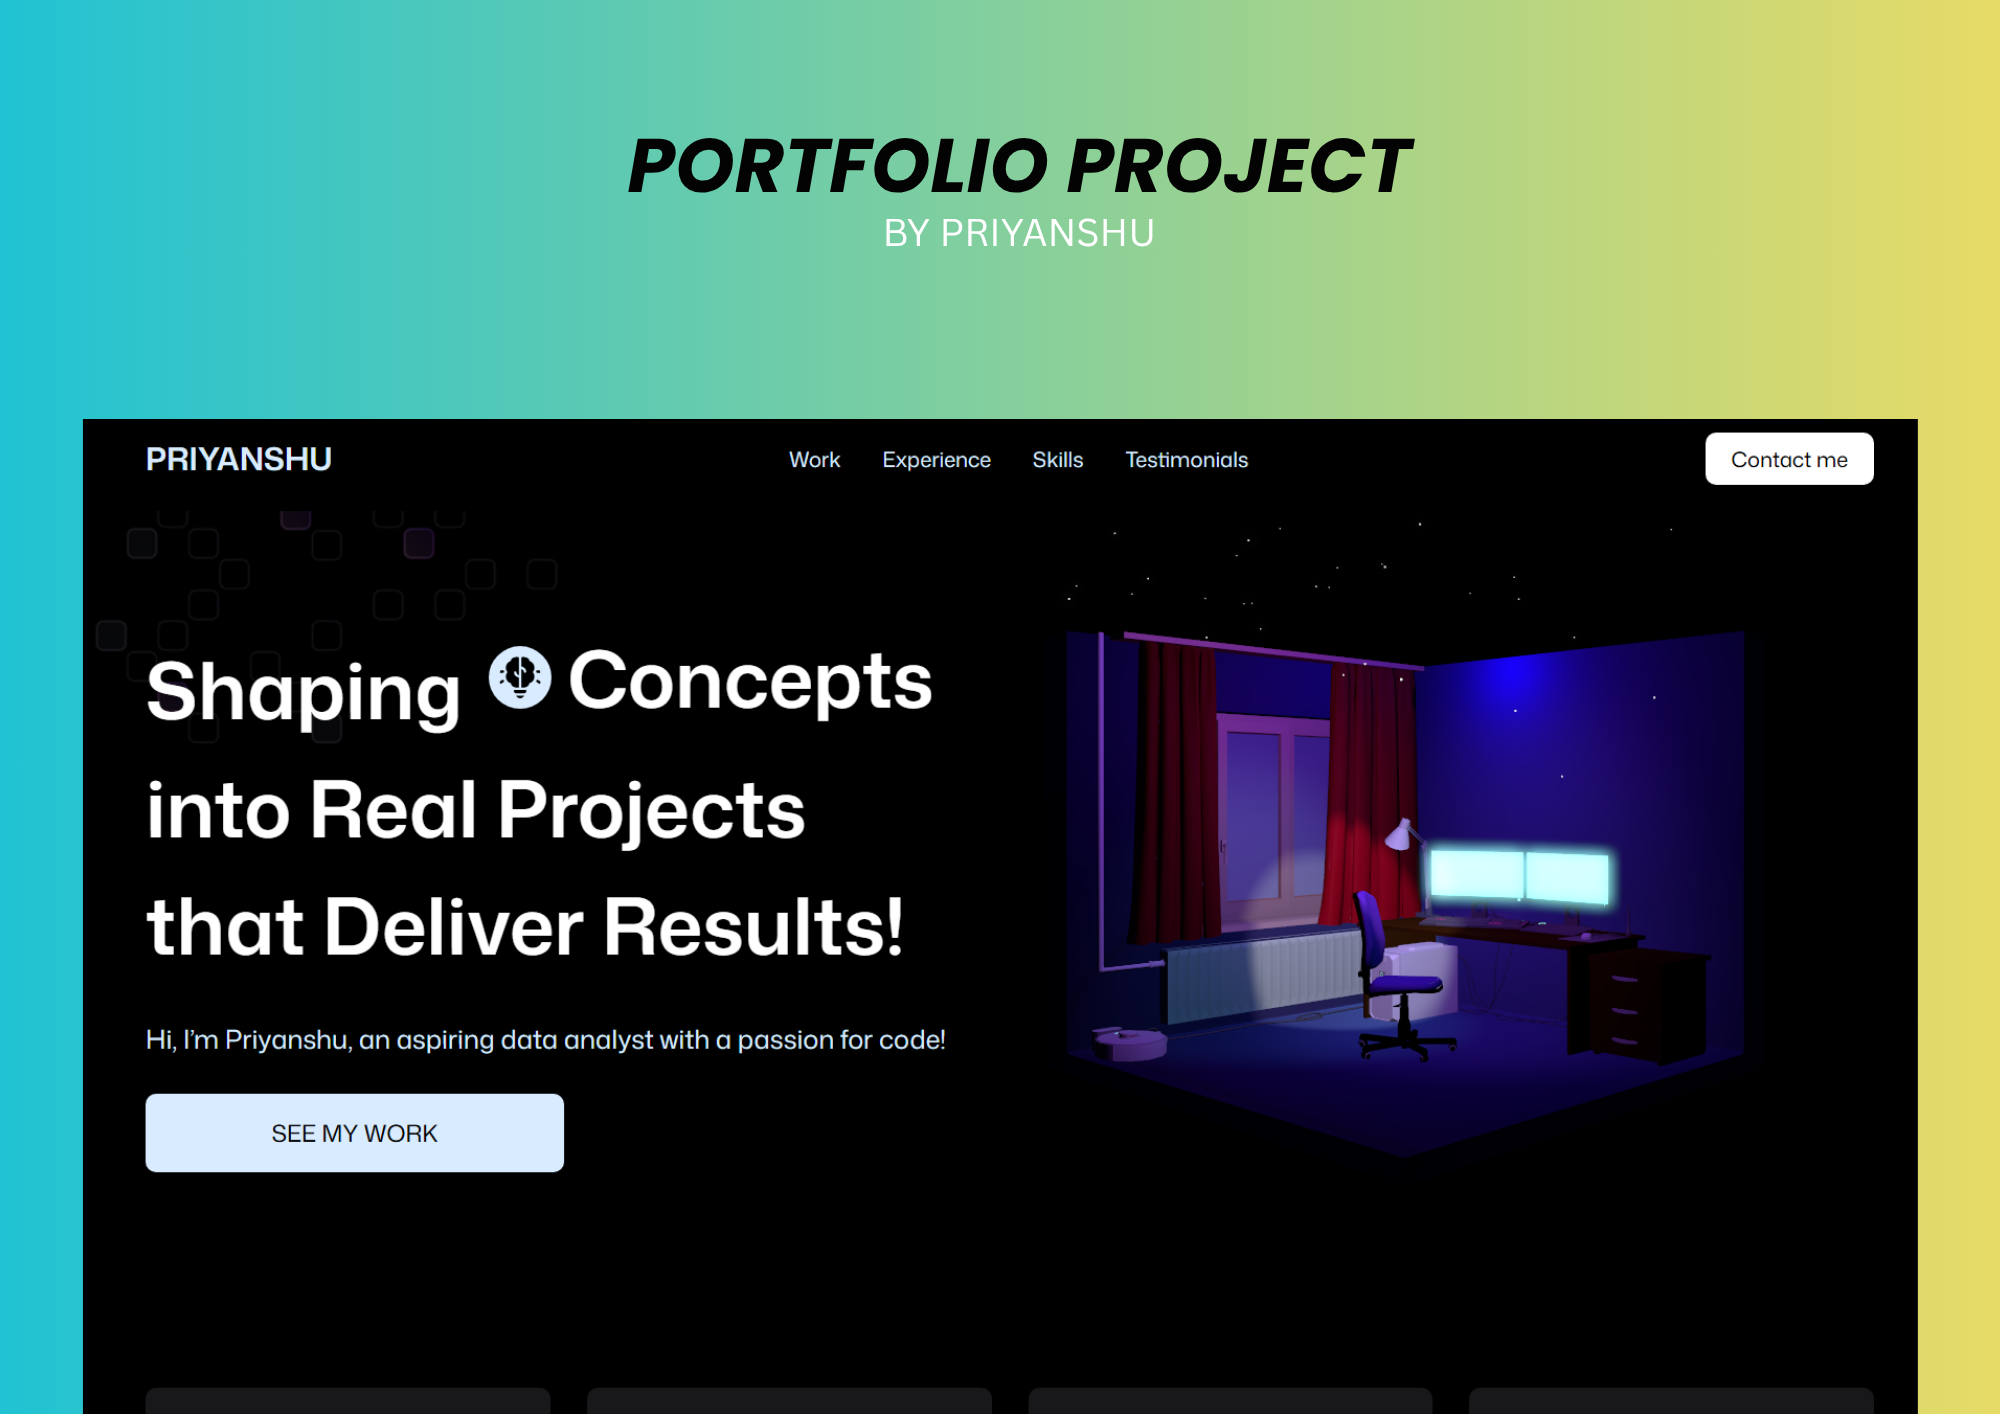 PORTFOLIO PROJECT
BY PRIYANSHU
PRIYANSHU
Work
Experience
Skills
Testimonials
Contact me
Shaping Concepts
into Real Projects
that Deliver Results!
Hi, I’m Priyanshu, an aspiring data analyst with a passion for code!
SEE MY WORK